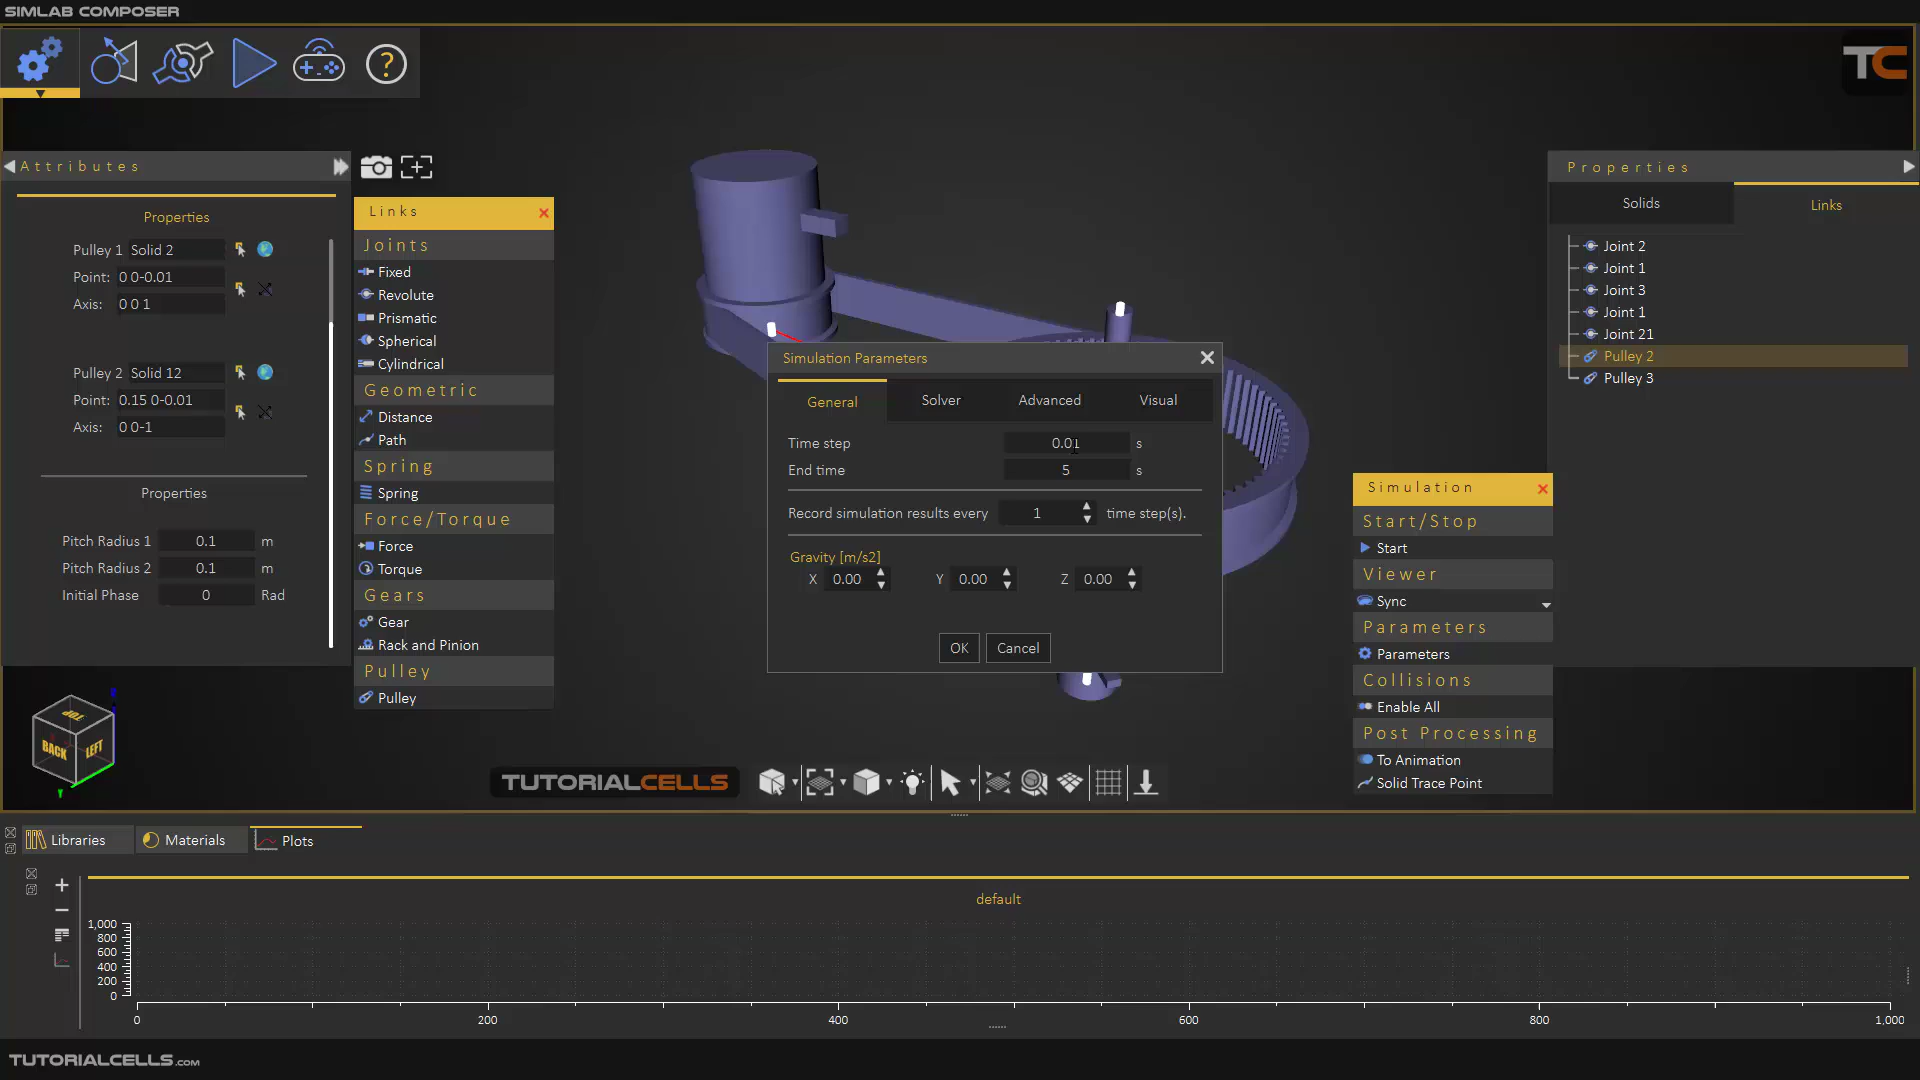 SIMLAB COMPOSER
TC
Attributes
Properties
Pulley 1 Solid 2
Point: 0 0-0.01
Axis: 0 0 1
Pulley 2 Solid 12
Point: 0.15 0-0.01
Axis: 0 0-1
Properties
Pitch Radius 1 0.1 m
Pitch Radius 2 0.1 m
Initial Phase 0 Rad
Links
Joints
Fixed
Revolute
Prismatic
Spherical
Cylindrical
Geometric
Distance
Path
Spring
Spring
Force/Torque
Force
Torque
Gears
Gear
Rack and Pinion
Pulley
Pulley
Simulation Parameters
General Solver Advanced Visual
Time step 0.01 s
End time 5 s
Record simulation results every 1 time step(s).
Gravity [m/s2]
X 0.00 Y 0.00 Z 0.00
OK Cancel
Properties
Solids Links
Joint 2
Joint 1
Joint 3
Joint 1
Joint 21
Pulley 2
Pulley 3
Simulation
Start/Stop
Start
Viewer
Sync
Parameters
Parameters
Collisions
Enable All
Post Processing
To Animation
Solid Trace Point
TOP
BACK LEFT
Y
TUTORIALCELLS
Libraries Materials Plots
default
1,000
800
600
400
200
0
0 200 400 600 800 1,000
TUTORIALCELLS.COM